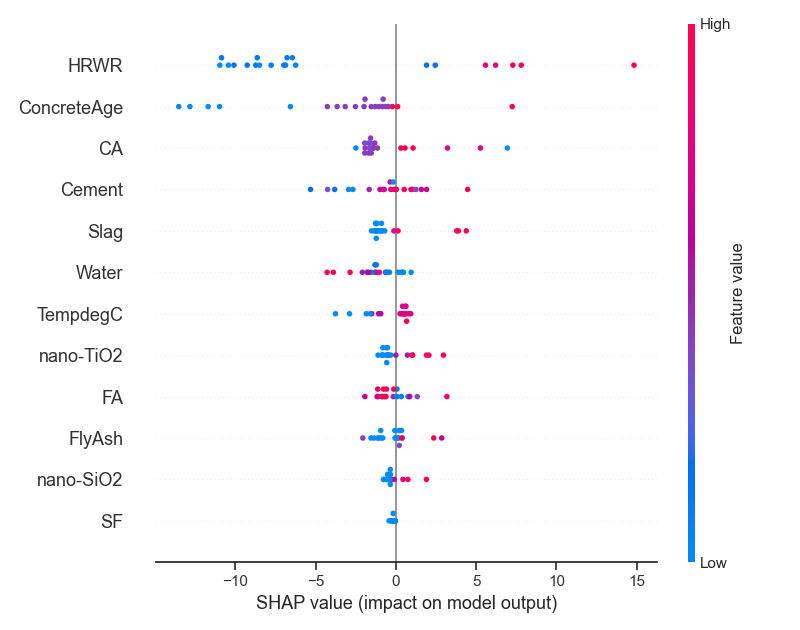 High
HRWR
ConcreteAge
CA
Cement
Slag
Water
TempdegC
nano-TiO2
FA
FlyAsh
nano-SiO2
SF
Feature value
Low
−10
−5
0
5
10
15
SHAP value (impact on model output)